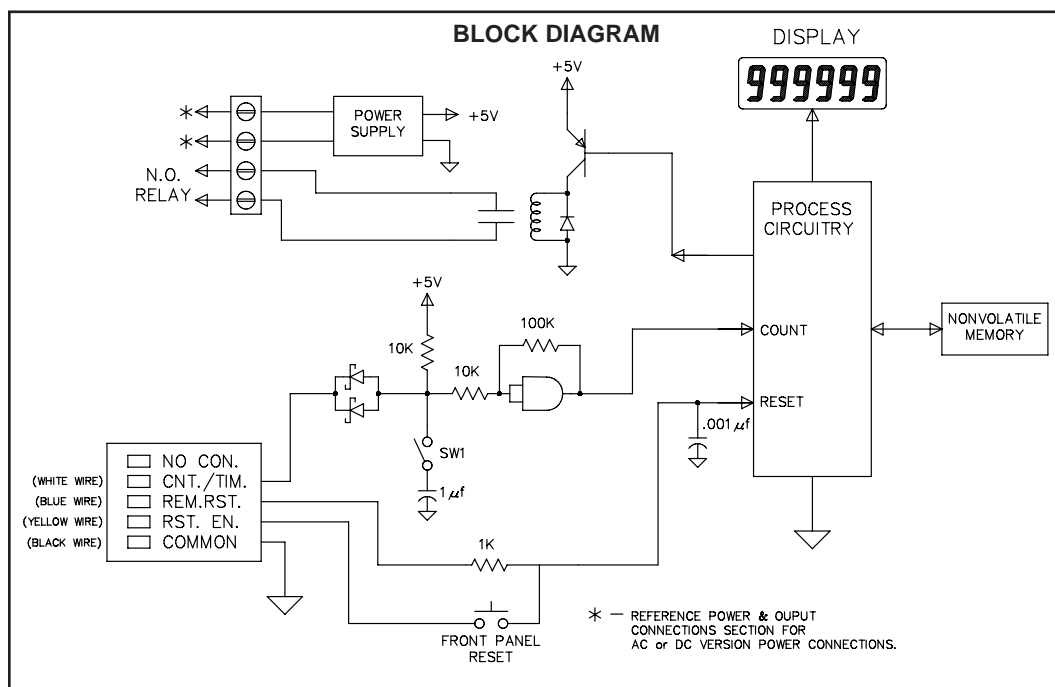 BLOCK DIAGRAM
DISPLAY
999999
+5V
*
*
POWER
SUPPLY
+5V
N.O.
RELAY
PROCESS
CIRCUITRY
+5V
100K
10K
10K
COUNT
NONVOLATILE
MEMORY
RESET
.001 µf
SW1
1 µf
NO CON.
(WHITE WIRE) CNT./TIM.
(BLUE WIRE) REM.RST.
(YELLOW WIRE) RST. EN.
(BLACK WIRE) COMMON
1K
FRONT PANEL
RESET
* — REFERENCE POWER & OUPUT
CONNECTIONS SECTION FOR
AC or DC VERSION POWER CONNECTIONS.